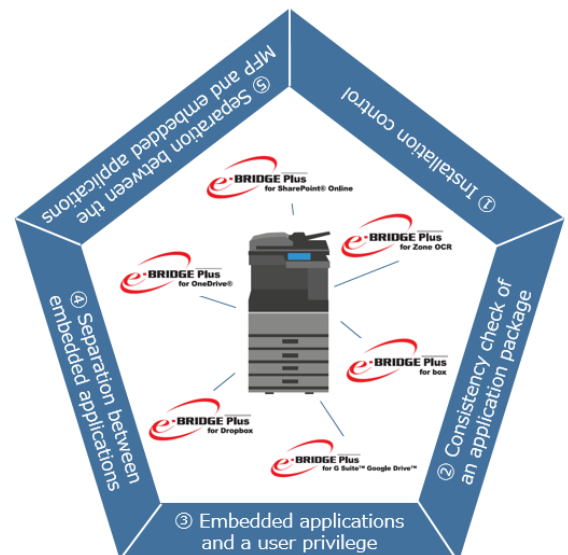 ① Installation control
② Consistency check of
an application package
③ Embedded applications
and a user privilege
④ Separation between
embedded applications
⑤ Separation between the
MFP and embedded applications
e-BRIDGE Plus
for SharePoint® Online
e-BRIDGE Plus
for Zone OCR
e-BRIDGE Plus
for OneDrive®
e-BRIDGE Plus
for box
e-BRIDGE Plus
for Dropbox
e-BRIDGE Plus
for G Suite™ Google Drive™